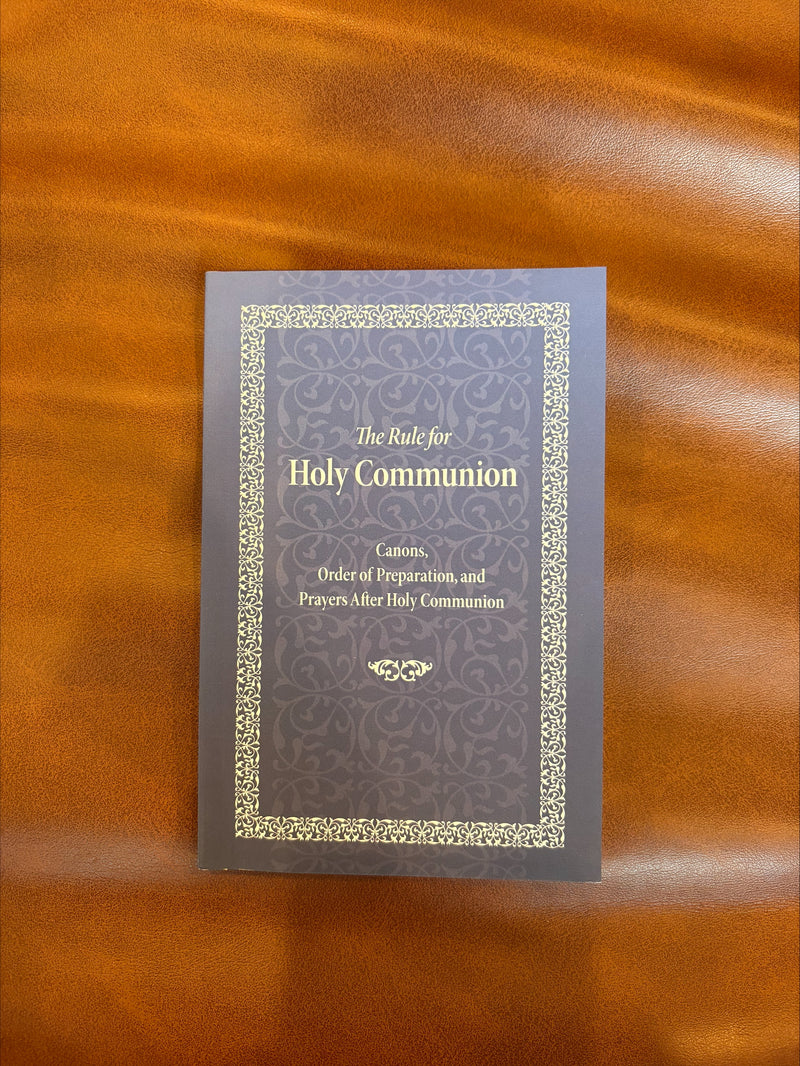 The Rule for
Holy Communion
Canons,
Order of Preparation, and
Prayers After Holy Communion